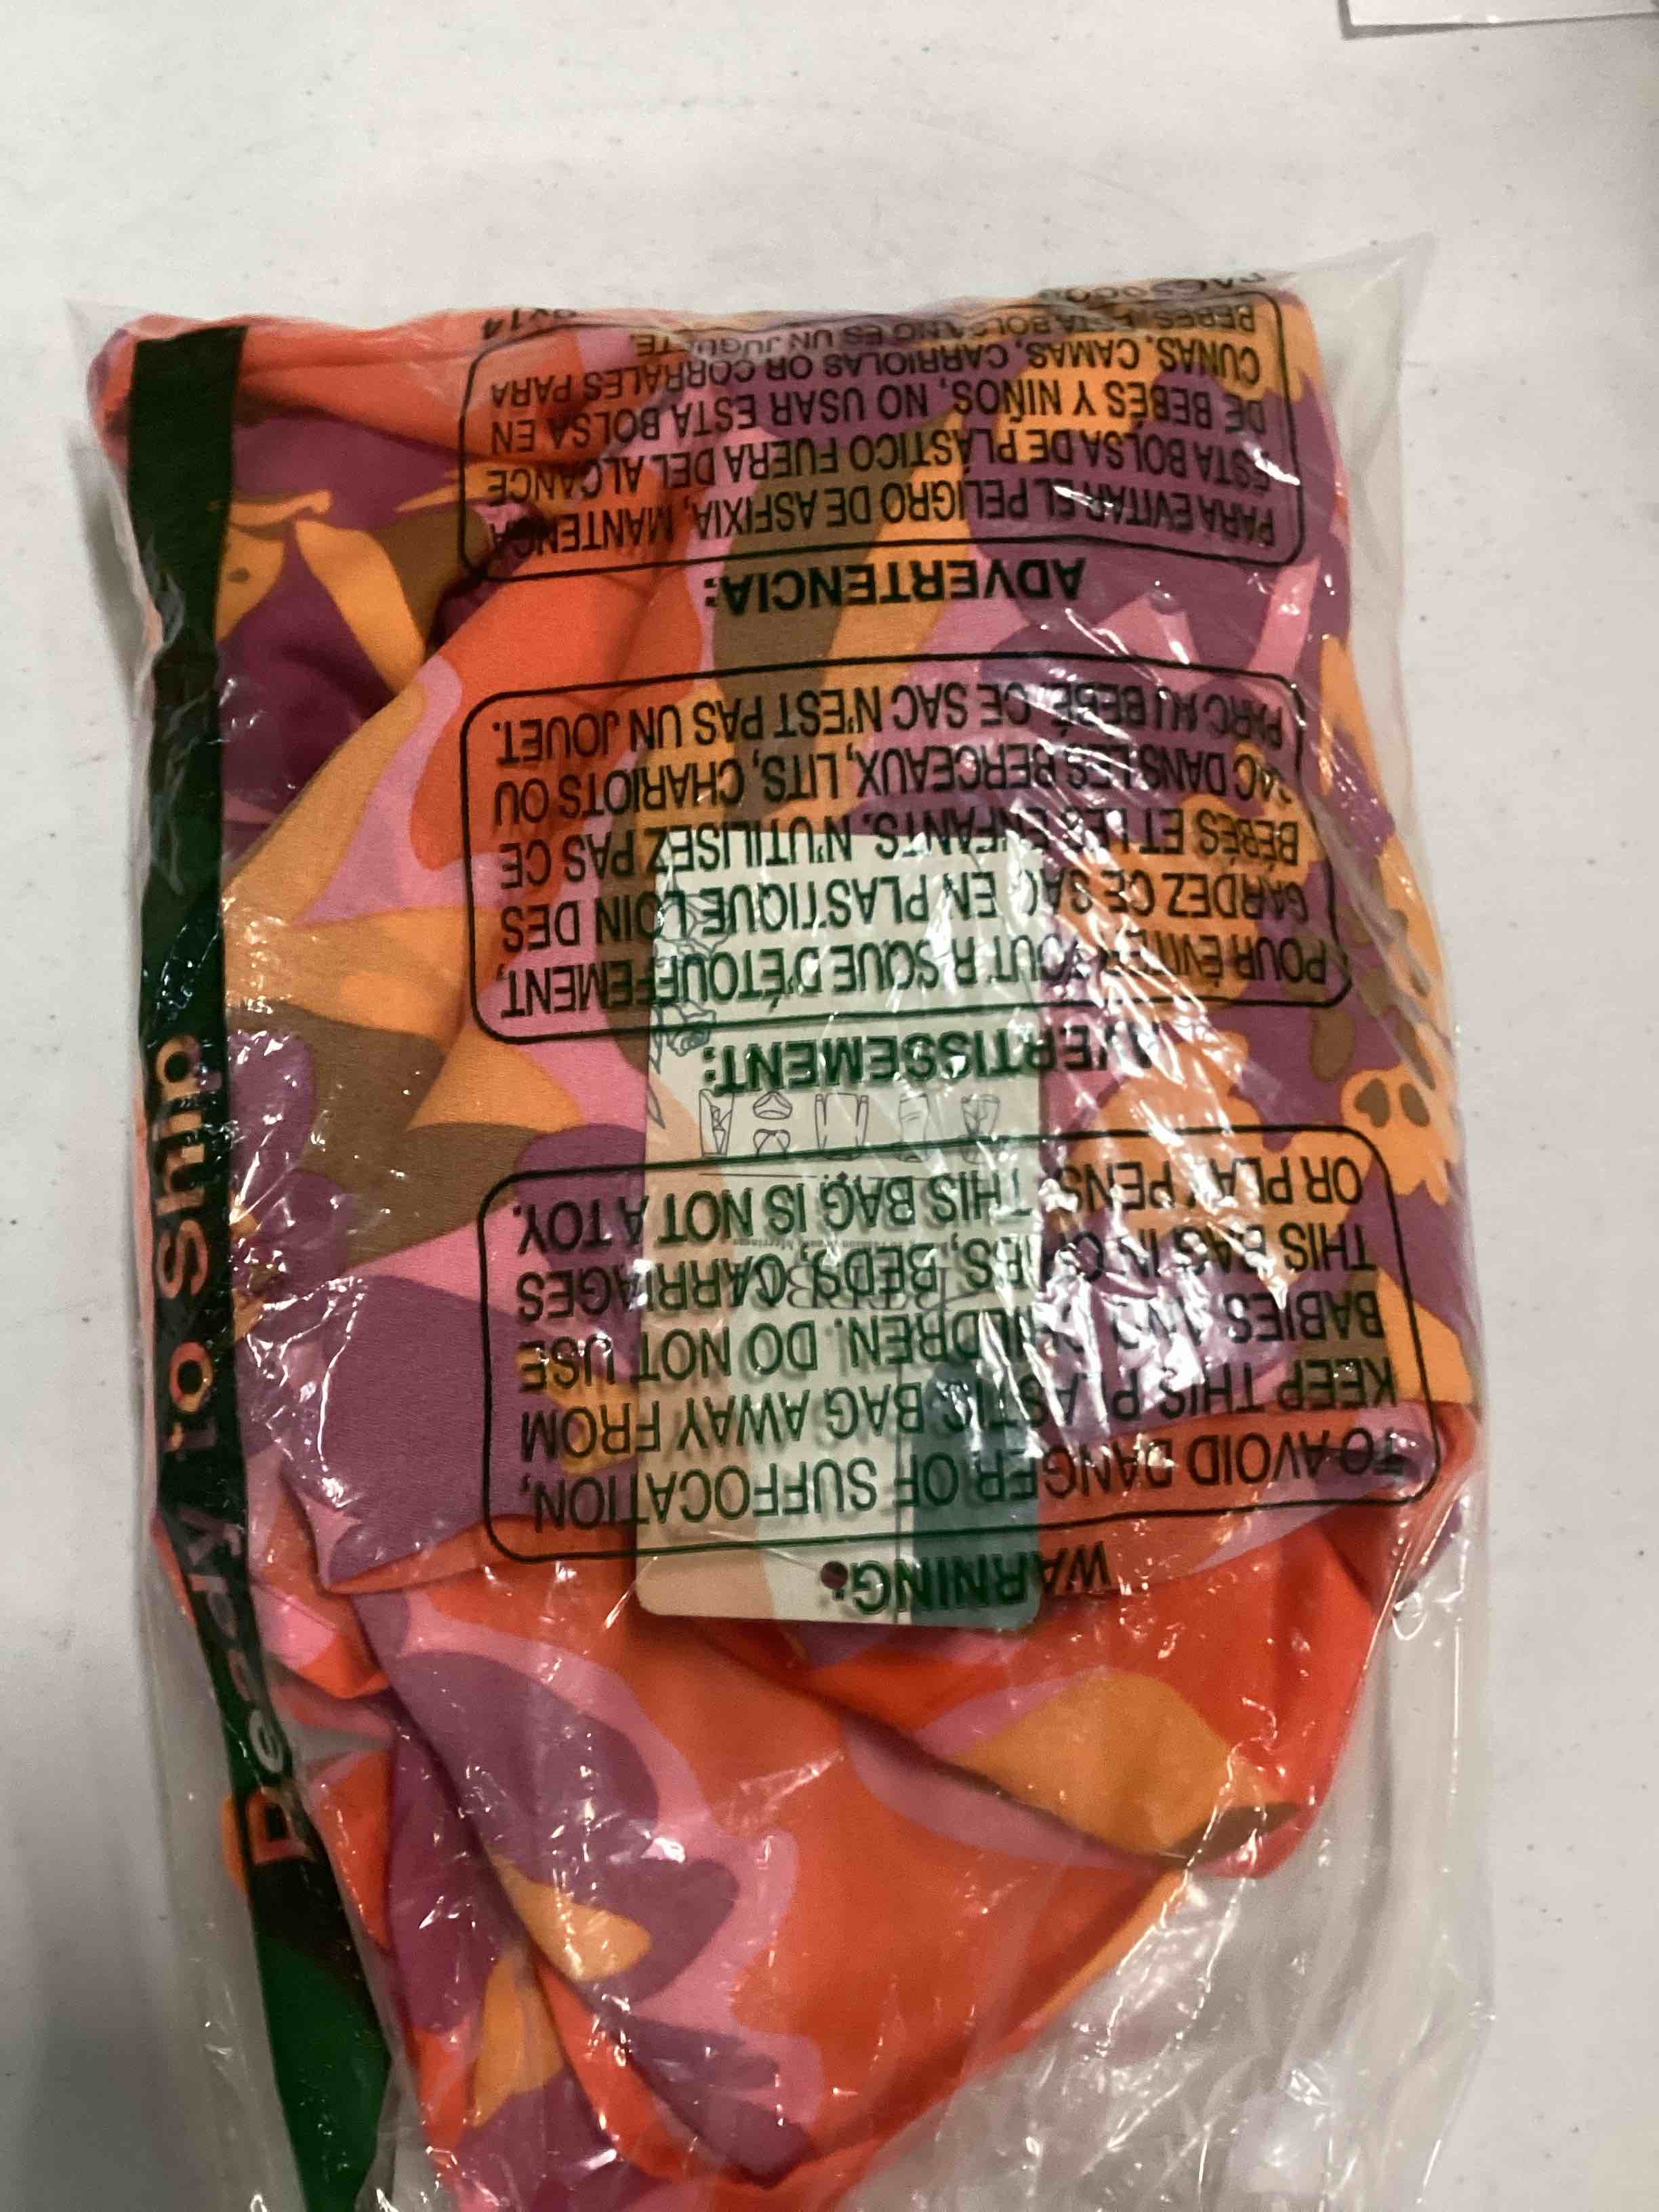 WARNING:
TO AVOID DANGER OF SUFFOCATION,
KEEP THIS PLASTIC BAG AWAY FROM
BABIES AND CHILDREN. DO NOT USE
THIS BAG IN CRIBS, BEDS, CARRIAGES
OR PLAY PENS. THIS BAG IS NOT A TOY.
AVERTISSEMENT:
POUR ÉVITER TOUT RISQUE D'ÉTOUFFEMENT,
GARDEZ CE SAC EN PLASTIQUE LOIN DES
BÉBÉS ET LES ENFANTS. N'UTILISEZ PAS CE
SAC DANS LES BERCEAUX, LITS, CHARIOTS OU
PARC AU BEBÉ. CE SAC N'EST PAS UN JOUET.
ADVERTENCIA:
PARA EVITAR EL PELIGRO DE ASFIXIA, MANTENGA
ESTA BOLSA DE PLÁSTICO FUERA DEL ALCANCE
DE BEBÉS Y NIÑOS, NO USAR ESTA BOLSA EN
CUNAS, CAMAS, CARRIOLAS OR CORRALES PARA
BEBÉS. ESTA BOLSA NO ES UN JUGUETE.
Ready to Ship